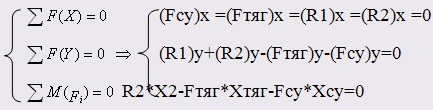 ∑F(X)=0 (Fсу)x =(Fтяг)x =(R1)x =(R2)x =0
∑F(Y)=0 ⇒ (R1)y+(R2)y-(Fтяг)y-(Fсу)y=0
∑M(Fi)=0 R2*X2-Fтяг*Xтяг-Fсу*Xсу=0